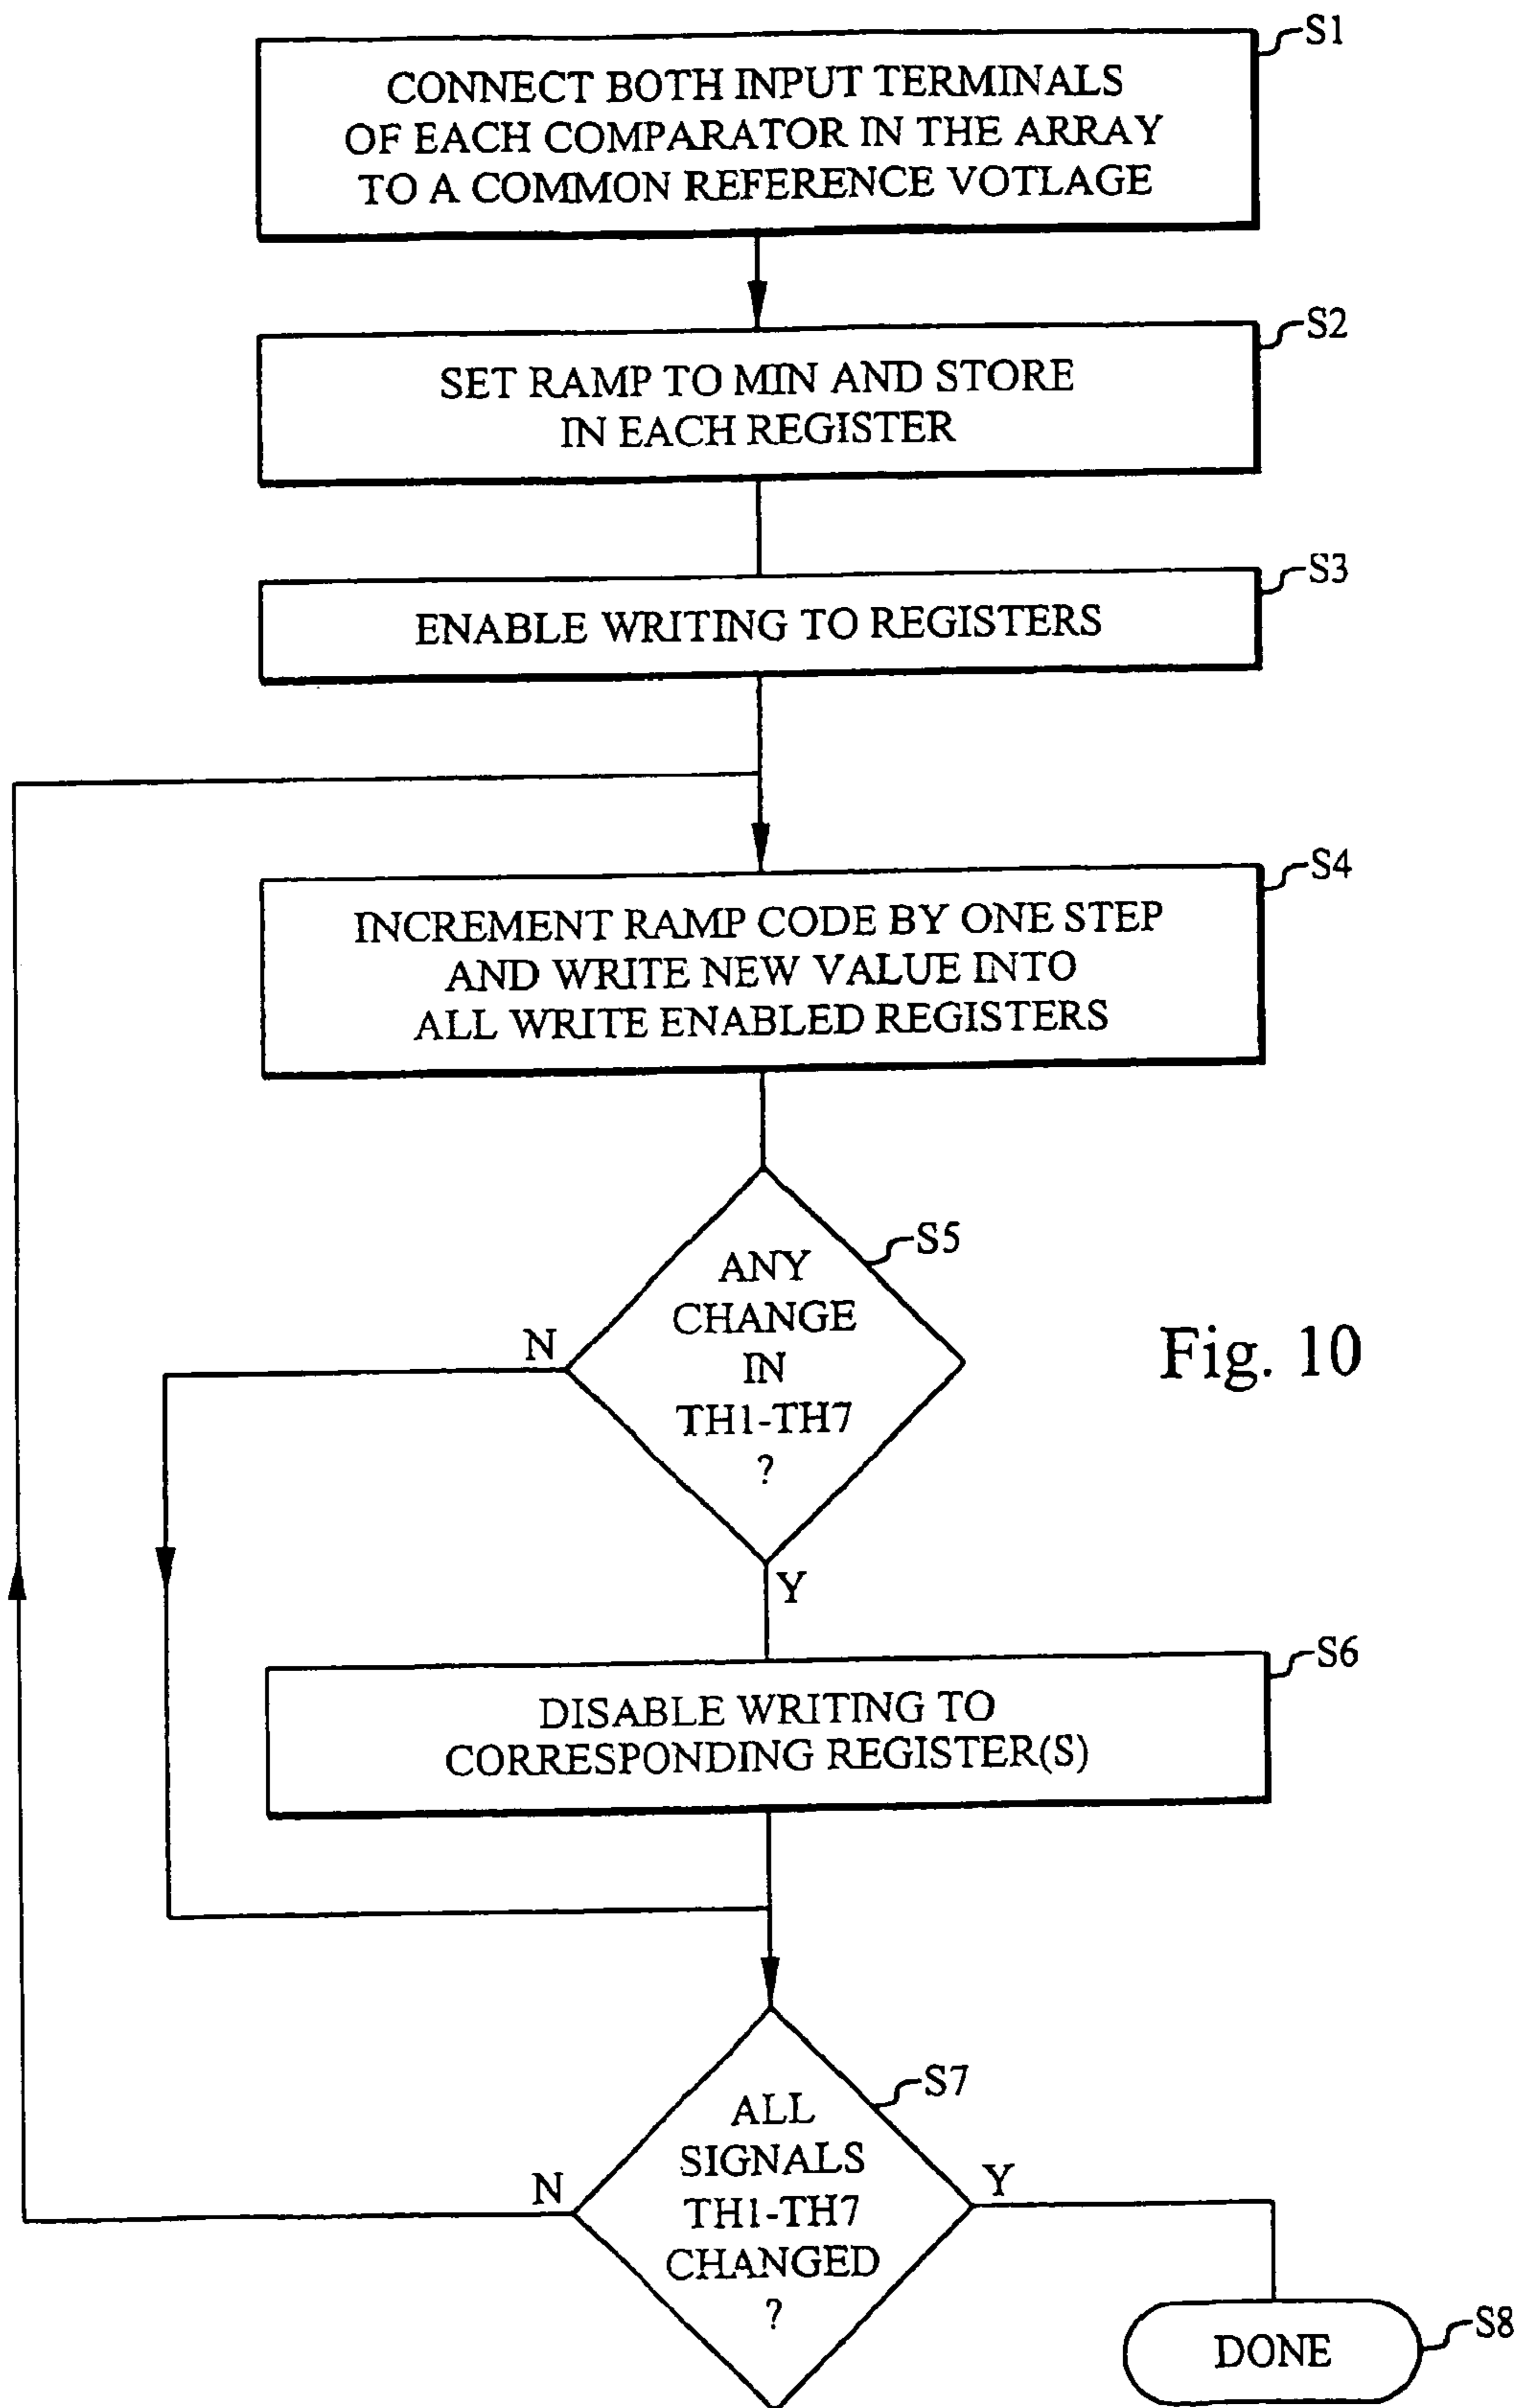 S1
CONNECT BOTH INPUT TERMINALS
OF EACH COMPARATOR IN THE ARRAY
TO A COMMON REFERENCE VOTLAGE
S2
SET RAMP TO MIN AND STORE
IN EACH REGISTER
S3
ENABLE WRITING TO REGISTERS
S4
INCREMENT RAMP CODE BY ONE STEP
AND WRITE NEW VALUE INTO
ALL WRITE ENABLED REGISTERS
S5
ANY
CHANGE
IN
TH1-TH7
?
N
Y
Fig. 10
S6
DISABLE WRITING TO
CORRESPONDING REGISTER(S)
S7
ALL
SIGNALS
TH1-TH7
CHANGED
?
N
Y
S8
DONE